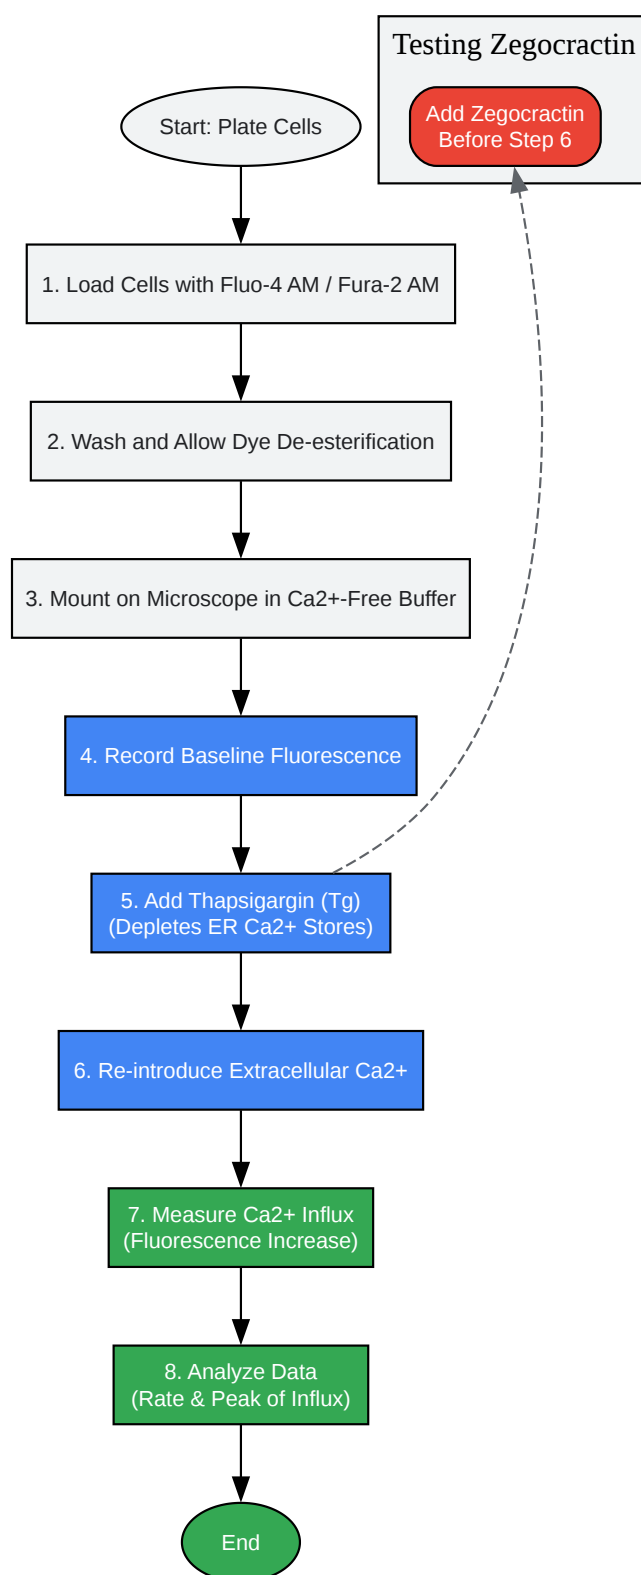 Testing Zegocractin
Add Zegocractin
Before Step 6
Start: Plate Cells
1. Load Cells with Fluo-4 AM / Fura-2 AM
2. Wash and Allow Dye De-esterification
3. Mount on Microscope in Ca2+-Free Buffer
4. Record Baseline Fluorescence
5. Add Thapsigargin (Tg)
(Depletes ER Ca2+ Stores)
6. Re-introduce Extracellular Ca2+
7. Measure Ca2+ Influx
(Fluorescence Increase)
8. Analyze Data
(Rate & Peak of Influx)
End